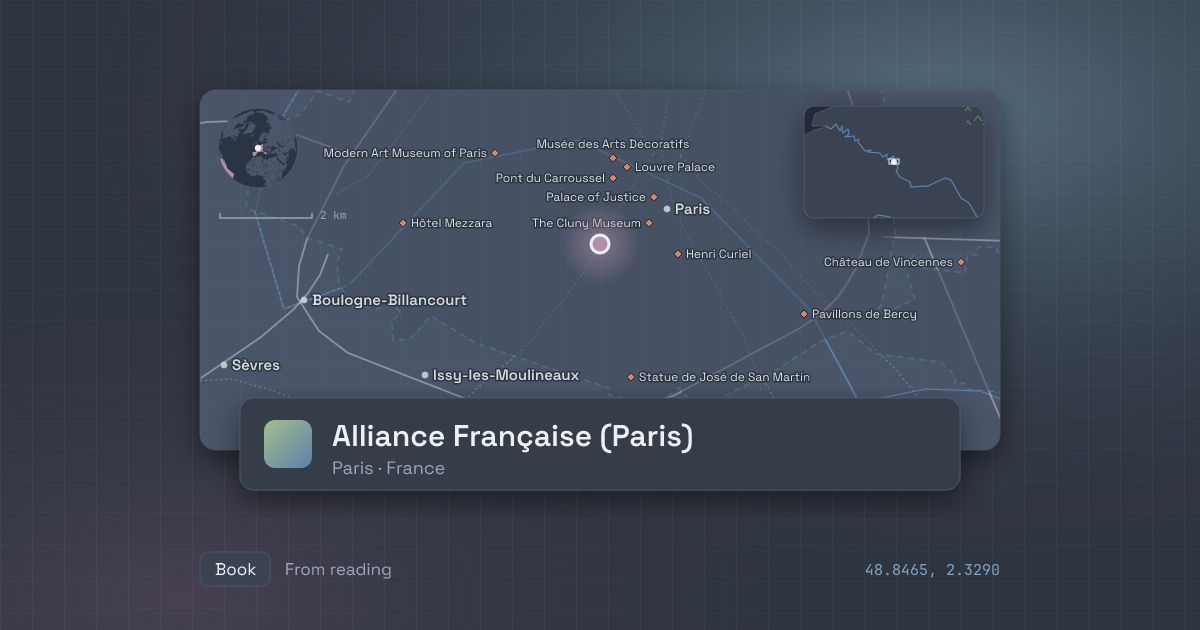 Musée des Arts Décoratifs
Modern Art Museum of Paris
Louvre Palace
Pont du Carroussel
Palace of Justice
Paris
2 km
Hôtel Mezzara
The Cluny Museum
Henri Curiel
Château de Vincennes
Boulogne-Billancourt
Pavillons de Bercy
Sèvres
Issy-les-Moulineaux
Statue de José de San Martin
Alliance Française (Paris)
Paris · France
Book
From reading
48.8465, 2.3290